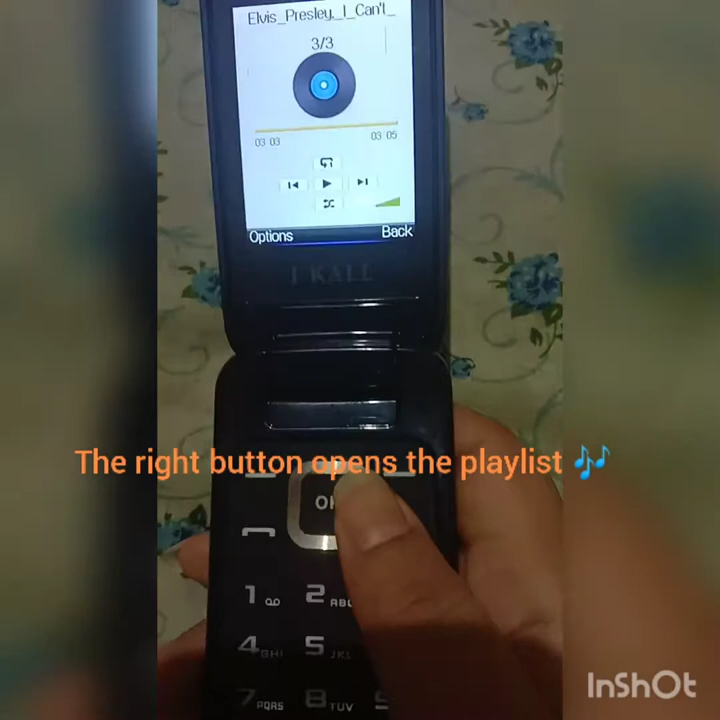 Elvis_Presley_I_Can'I_
3/3
03 03 03 05
Options Back
I KALL
The right button opens the playlist 🎶
OK
1 2 ABC
4 GHI 5 JKL
7 PQRS 8 TUV
InShOt